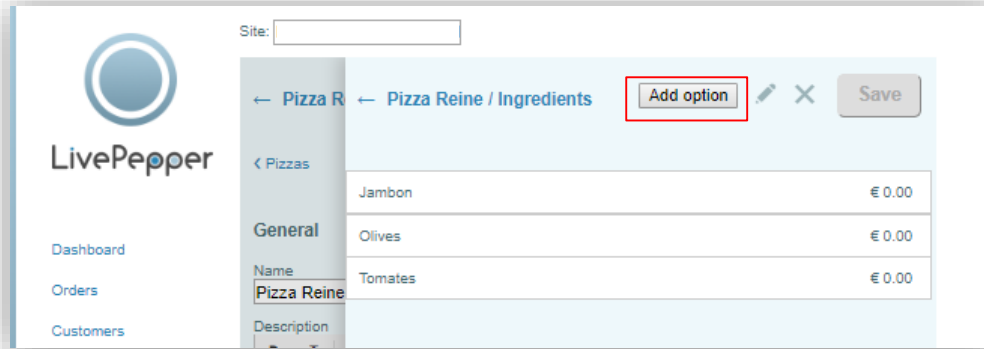 Site:
← Pizza R
← Pizza Reine / Ingredients
Add option
Save
LivePepper
< Pizzas
Jambon € 0.00
General
Olives € 0.00
Dashboard
Name
Tomates € 0.00
Orders
Pizza Reine
Customers
Description